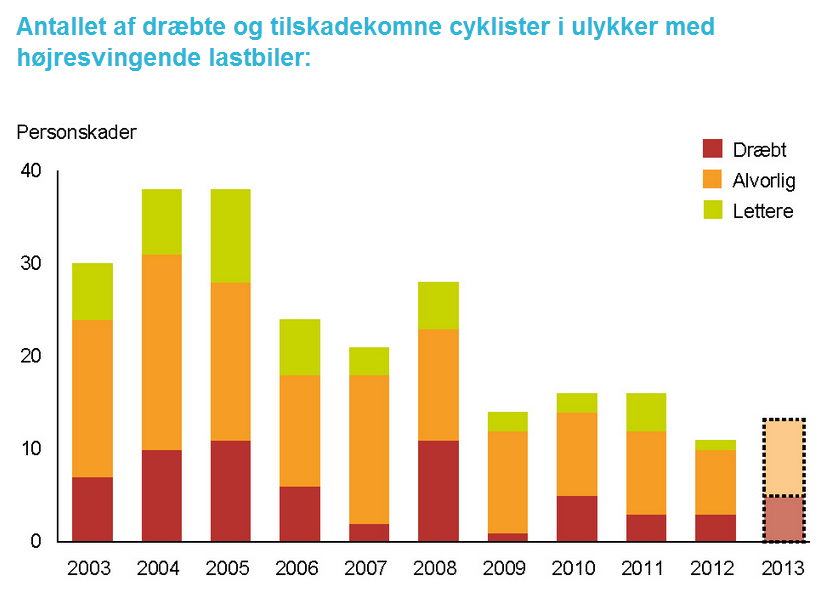 Antallet af dræbte og tilskadekomne cyklister i ulykker med
højresvingende lastbiler:
Personskader
Dræbt
Alvorlig
Lettere
40
30
20
10
0
2003 2004 2005 2006 2007 2008 2009 2010 2011 2012 2013